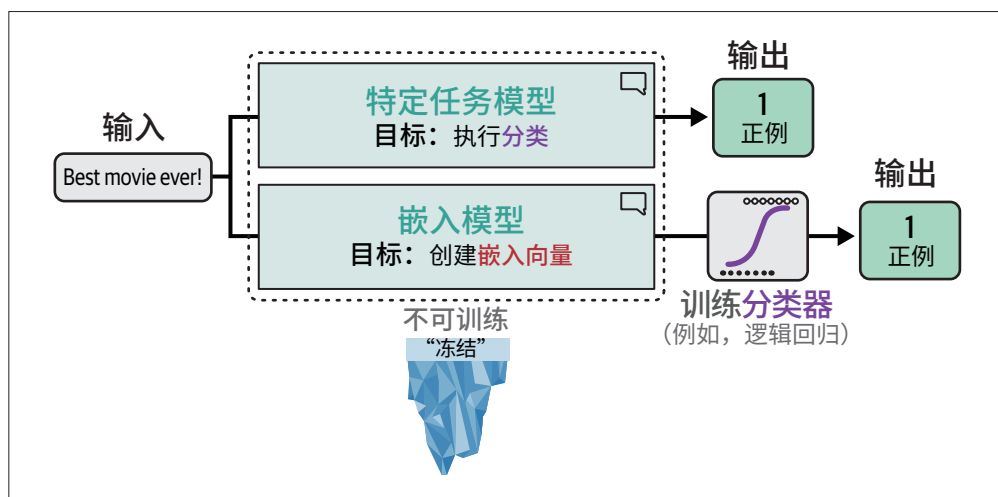 输入
Best movie ever!
特定任务模型
目标：执行分类
输出
1
正例
嵌入模型
目标：创建嵌入向量
输出
1
正例
训练分类器
（例如，逻辑回归）
不可训练
“冻结”